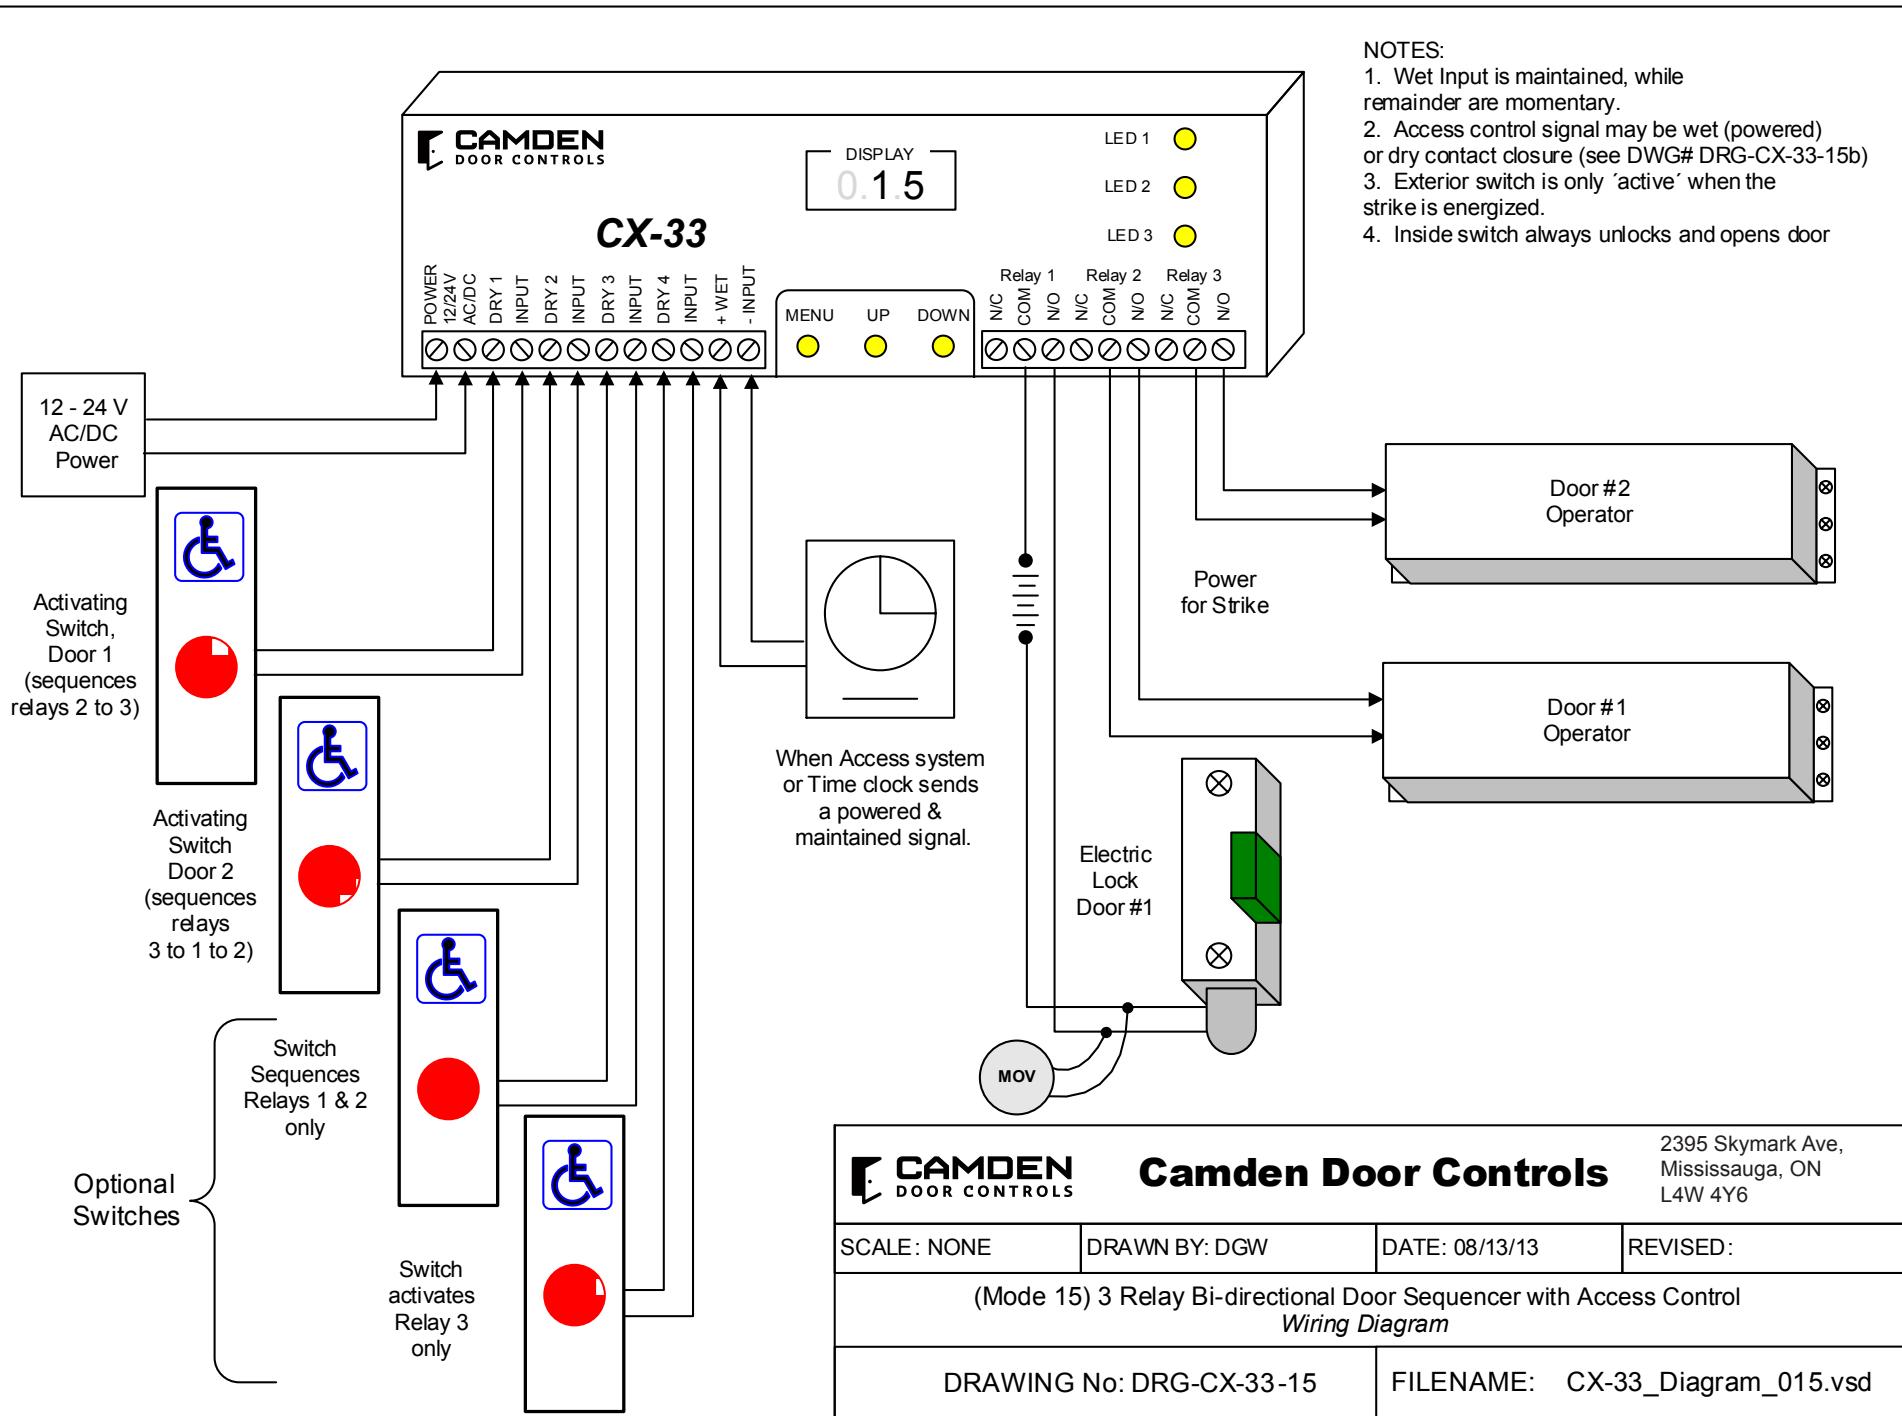 NOTES:
1. Wet Input is maintained, while
remainder are momentary.
2. Access control signal may be wet (powered)
or dry contact closure (see DWG# DRG-CX-33-15b)
3. Exterior switch is only ´active´ when the
strike is energized.
4. Inside switch always unlocks and opens door
CAMDEN
DOOR CONTROLS
DISPLAY
0.1.5
LED 1
LED 2
LED 3
CX-33
POWER
12/24V
AC/DC
DRY 1
INPUT
DRY 2
INPUT
DRY 3
INPUT
DRY 4
INPUT
+ WET
- INPUT
MENU
UP
DOWN
Relay 1
Relay 2
Relay 3
N/C
COM
N/O
N/C
COM
N/O
N/C
COM
N/O
12 - 24 V
AC/DC
Power
Activating
Switch,
Door 1
(sequences
relays 2 to 3)
Activating
Switch
Door 2
(sequences
relays
3 to 1 to 2)
Optional
Switches
Switch
Sequences
Relays 1 & 2
only
Switch
activates
Relay 3
only
When Access system
or Time clock sends
a powered &
maintained signal.
Power
for Strike
Door #2
Operator
Door #1
Operator
Electric
Lock
Door #1
MOV
CAMDEN
DOOR CONTROLS
Camden Door Controls
2395 Skymark Ave,
Mississauga, ON
L4W 4Y6
SCALE: NONE
DRAWN BY: DGW
DATE: 08/13/13
REVISED:
(Mode 15) 3 Relay Bi-directional Door Sequencer with Access Control
Wiring Diagram
DRAWING No: DRG-CX-33-15
FILENAME: CX-33_Diagram_015.vsd